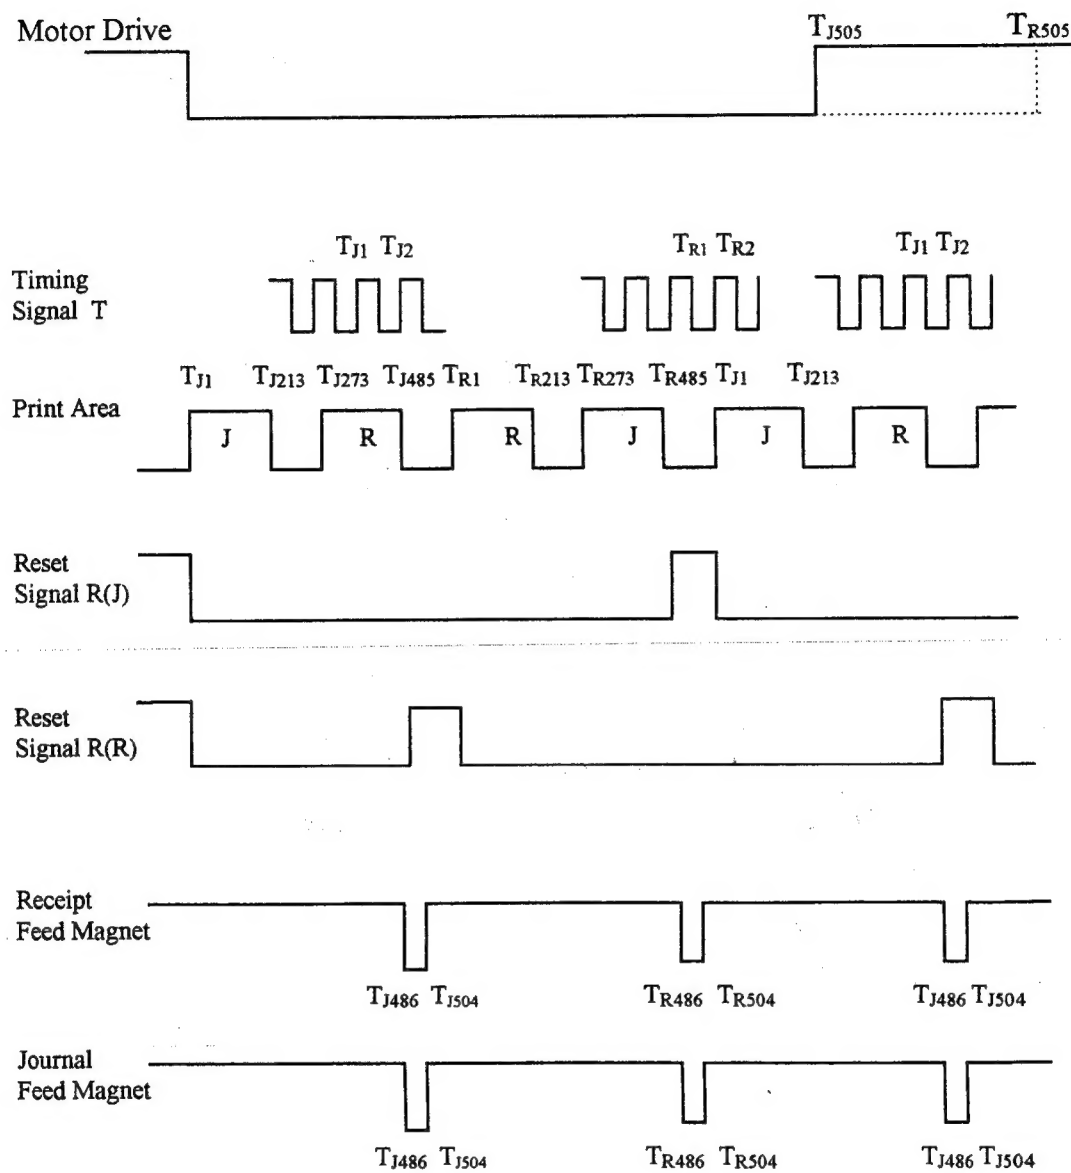 Motor Drive TJ505 TR505
TJ1 TJ2 TR1 TR2 TJ1 TJ2
Timing
Signal T
TJ1 TJ213 TJ273 TJ485 TR1 TR213 TR273 TR485 TJ1 TJ213
Print Area
J R R J J R
Reset
Signal R(J)
Reset
Signal R(R)
Receipt
Feed Magnet
TJ486 TJ504 TR486 TR504 TJ486 TJ504
Journal
Feed Magnet
TJ486 TJ504 TR486 TR504 TJ486 TJ504